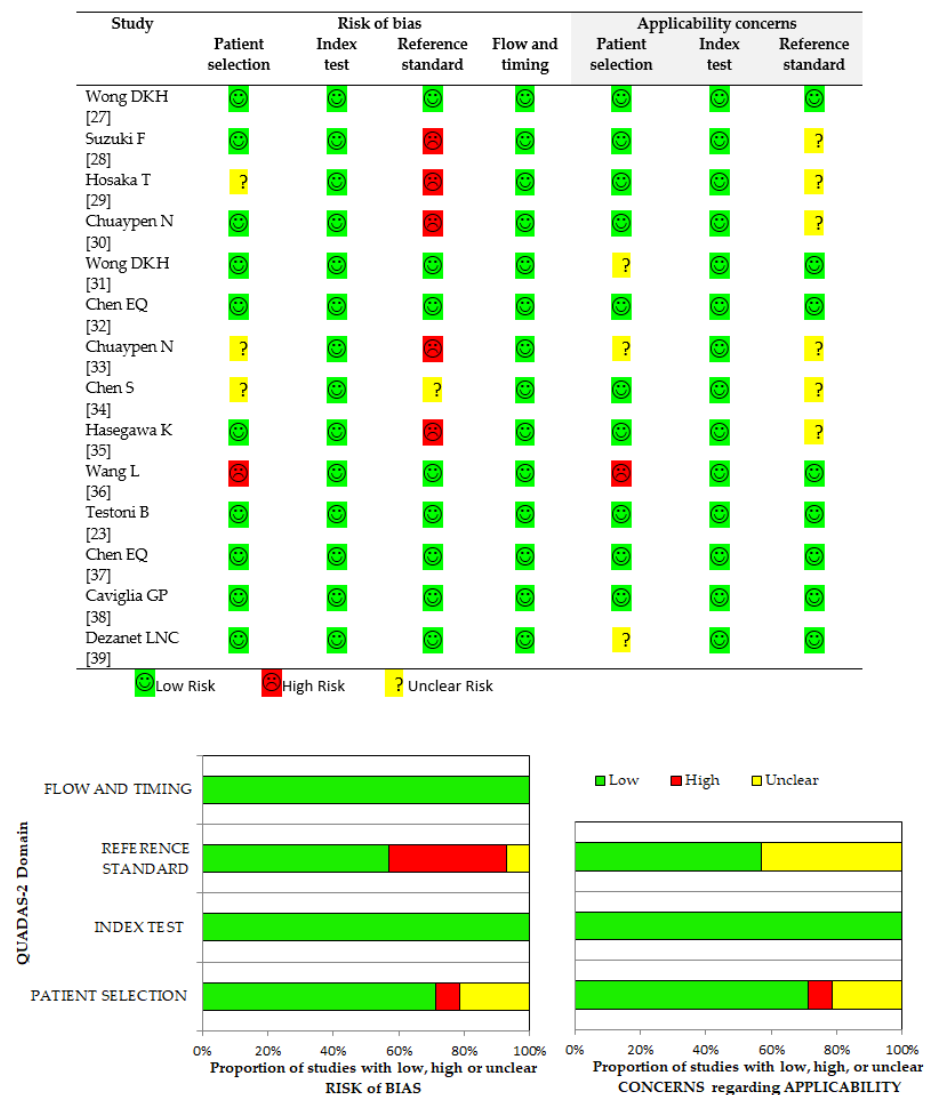 Study Risk of bias Applicability concerns
Patient Index Reference Flow and Patient Index Reference
selection test standard timing selection test standard
Wong DKH
[27]
Suzuki F
[28] ?
Hosaka T
[29] ? ?
Chuaypen N
[30] ?
Wong DKH
[31] ?
Chen EQ
[32]
Chuaypen N
[33] ? ? ?
Chen S
[34] ? ? ?
Hasegawa K
[35] ?
Wang L
[36]
Testoni B
[23]
Chen EQ
[37]
Caviglia GP
[38]
Dezanet LNC
[39] ?
Low Risk High Risk ? Unclear Risk
QUADAS-2 Domain
FLOW AND TIMING
REFERENCE
STANDARD
INDEX TEST
PATIENT SELECTION
0% 20% 40% 60% 80% 100%
Proportion of studies with low, high or unclear
RISK of BIAS
Low High Unclear
0% 20% 40% 60% 80% 100%
Proportion of studies with low, high, or unclear
CONCERNS regarding APPLICABILITY